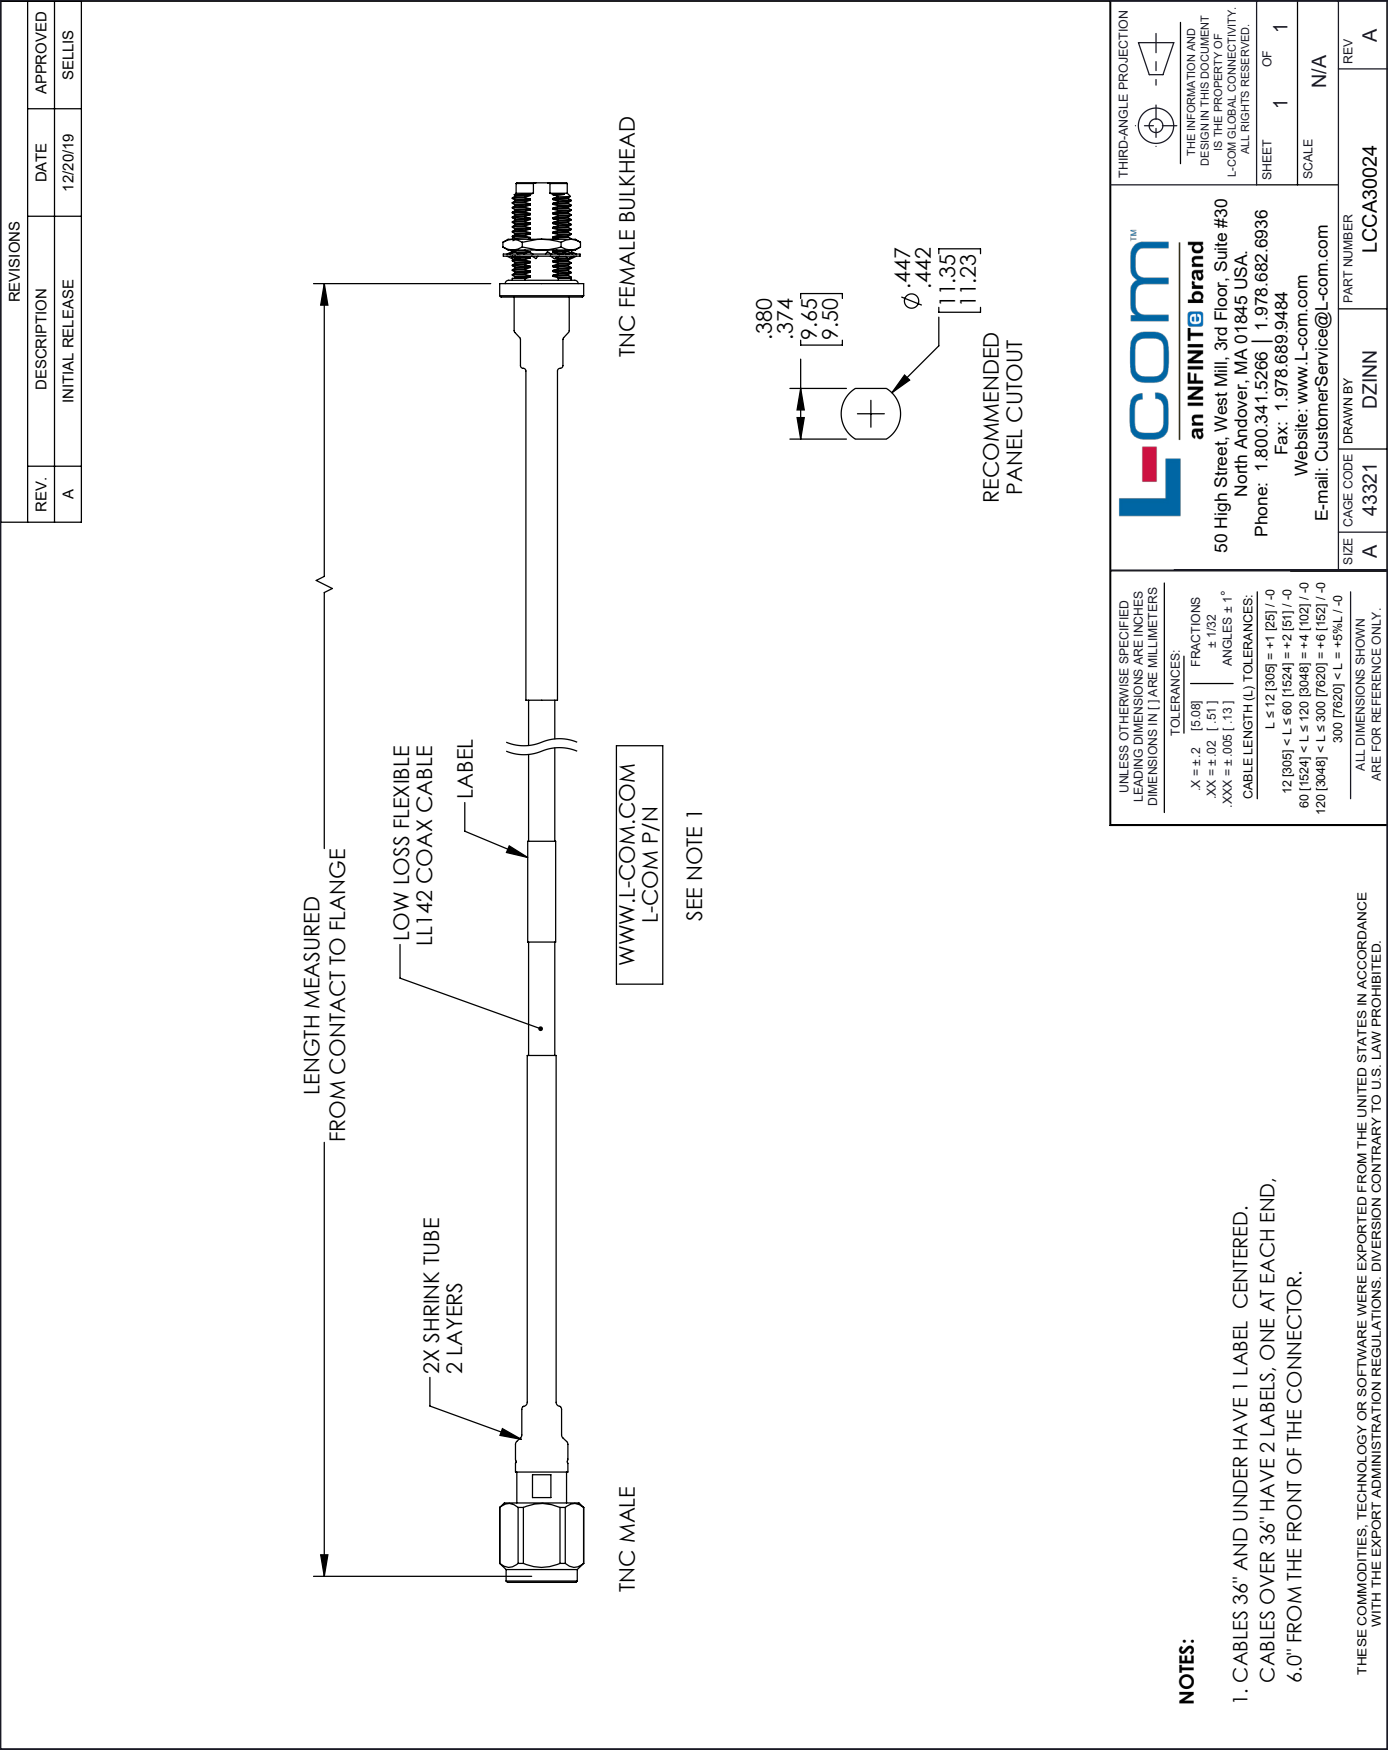 REVISIONS
REV. DESCRIPTION DATE APPROVED
A INITIAL RELEASE 12/20/19 SELLIS
LENGTH MEASURED
FROM CONTACT TO FLANGE
2X SHRINK TUBE
2 LAYERS
LOW LOSS FLEXIBLE
LL142 COAX CABLE
LABEL
TNC MALE
TNC FEMALE BULKHEAD
WWW.L-COM.COM
L-COM P/N
SEE NOTE 1
.380
.374
[9.65]
[9.50]
Ø .447
.442
[11.35]
[11.23]
RECOMMENDED
PANEL CUTOUT
NOTES:
1. CABLES 36" AND UNDER HAVE 1 LABEL CENTERED.
CABLES OVER 36" HAVE 2 LABELS, ONE AT EACH END,
6.0" FROM THE FRONT OF THE CONNECTOR.
THESE COMMODITIES, TECHNOLOGY OR SOFTWARE WERE EXPORTED FROM THE UNITED STATES IN ACCORDANCE
WITH THE EXPORT ADMINISTRATION REGULATIONS. DIVERSION CONTRARY TO U.S. LAW PROHIBITED.
UNLESS OTHERWISE SPECIFIED
LEADING DIMENSIONS ARE INCHES
DIMENSIONS IN [ ] ARE MILLIMETERS
TOLERANCES:
.X = ± .2 [5.08] FRACTIONS
.XX = ± .02 [ .51 ] ± 1/32
.XXX = ± .005 [ .13 ] ANGLES ± 1°
CABLE LENGTH (L) TOLERANCES:
L ≤ 12 [305] = +1 [25] / -0
12 [305] < L ≤ 60 [1524] = +2 [51] / -0
60 [1524] < L ≤ 120 [3048] = +4 [102] / -0
120 [3048] < L ≤ 300 [7620] = +6 [152] / -0
300 [7620] < L = +5%L / -0
ALL DIMENSIONS SHOWN
ARE FOR REFERENCE ONLY.
L-com™
an INFINITe brand
50 High Street, West Mill, 3rd Floor, Suite #30
North Andover, MA 01845 USA.
Phone: 1.800.341.5266 | 1.978.682.6936
Fax: 1.978.689.9484
Website: www.L-com.com
E-mail: CustomerService@L-com.com
THIRD-ANGLE PROJECTION
THE INFORMATION AND
DESIGN IN THIS DOCUMENT
IS THE PROPERTY OF
L-COM GLOBAL CONNECTIVITY.
ALL RIGHTS RESERVED.
SHEET 1 OF 1
SCALE N/A
SIZE CAGE CODE DRAWN BY PART NUMBER REV
A 43321 DZINN LCCA30024 A